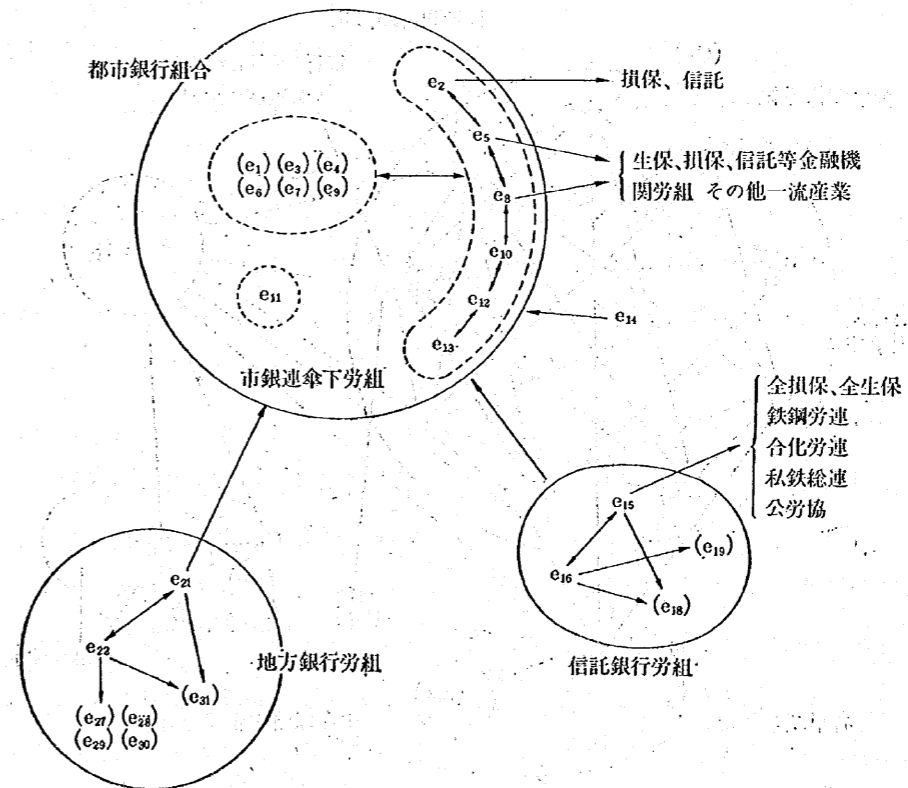 都市銀行組合
e₂
損保、信託
e₅
(e₁) (e₃) (e₄)
(e₆) (e₇) (e₉)
生保、損保、信託等金融機
関労組 その他一流産業
e₈
e₁₀
e₁₁
e₁₂
e₁₃
e₁₄
市銀連傘下労組
全損保、全生保
鉄鋼労連
合化労連
私鉄総連
公労協
e₁₅
e₁₆
(e₁₉)
(e₁₈)
信託銀行労組
e₂₁
e₂₂
(e₃₁)
地方銀行労組
(e₂₇) (e₂₈)
(e₂₉) (e₃₀)